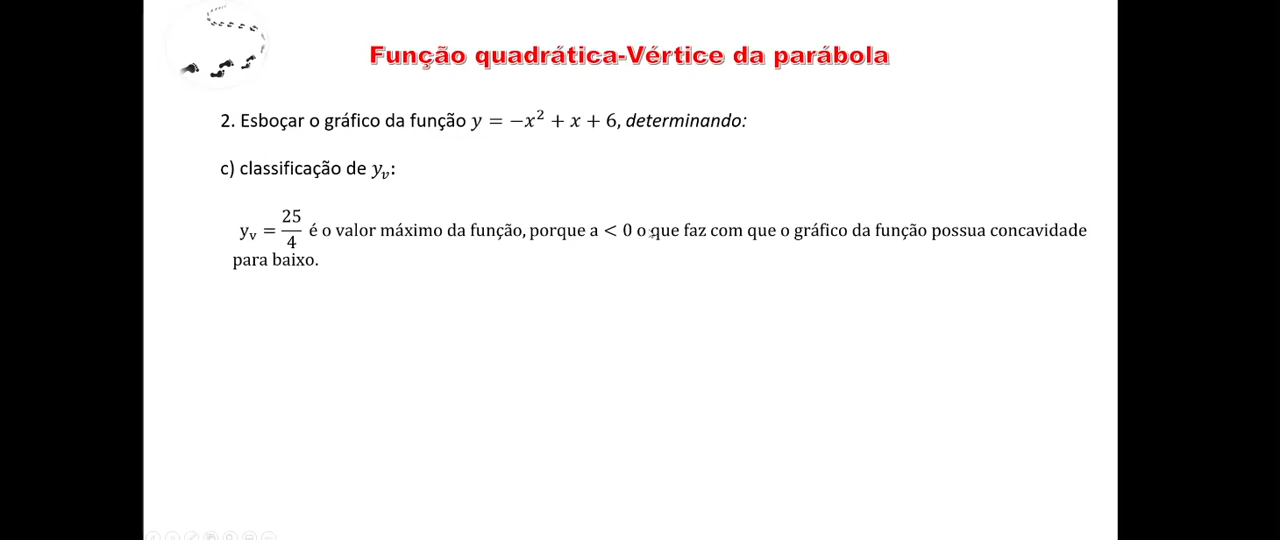 Função quadrática-Vértice da parábola
2. Esboçar o gráfico da função y = −x² + x + 6, determinando:
c) classificação de yᵥ:
yᵥ = 25/4 é o valor máximo da função, porque a < 0 o que faz com que o gráfico da função possua concavidade
para baixo.